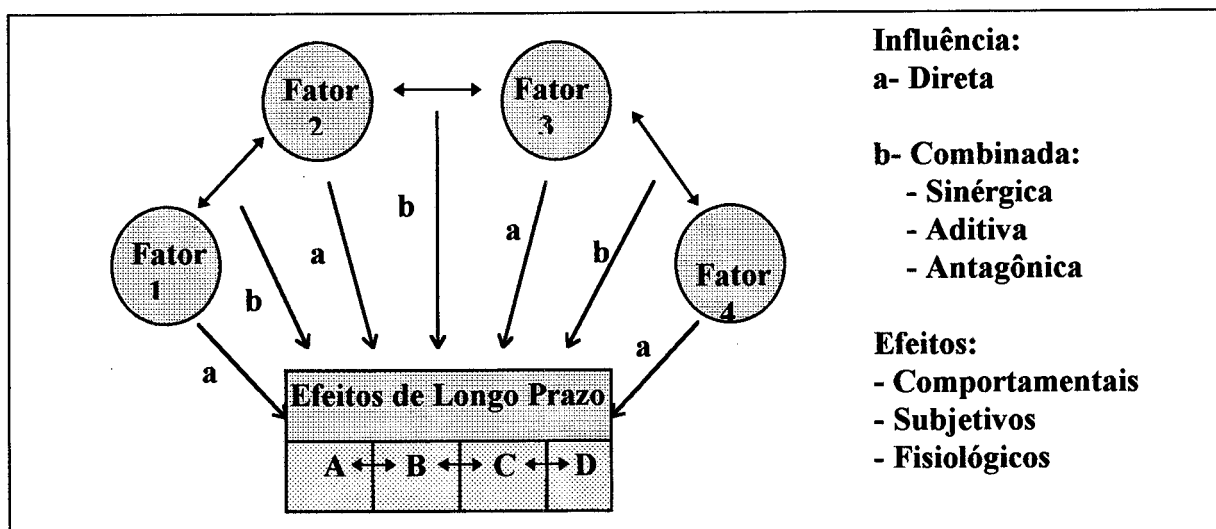 Fator
2
Fator
3
Fator
1
Fator
4
a
b
a
b
a
b
a
Efeitos de Longo Prazo
A
B
C
D
Influência:
a- Direta
b- Combinada:
- Sinérgica
- Aditiva
- Antagônica
Efeitos:
- Comportamentais
- Subjetivos
- Fisiológicos